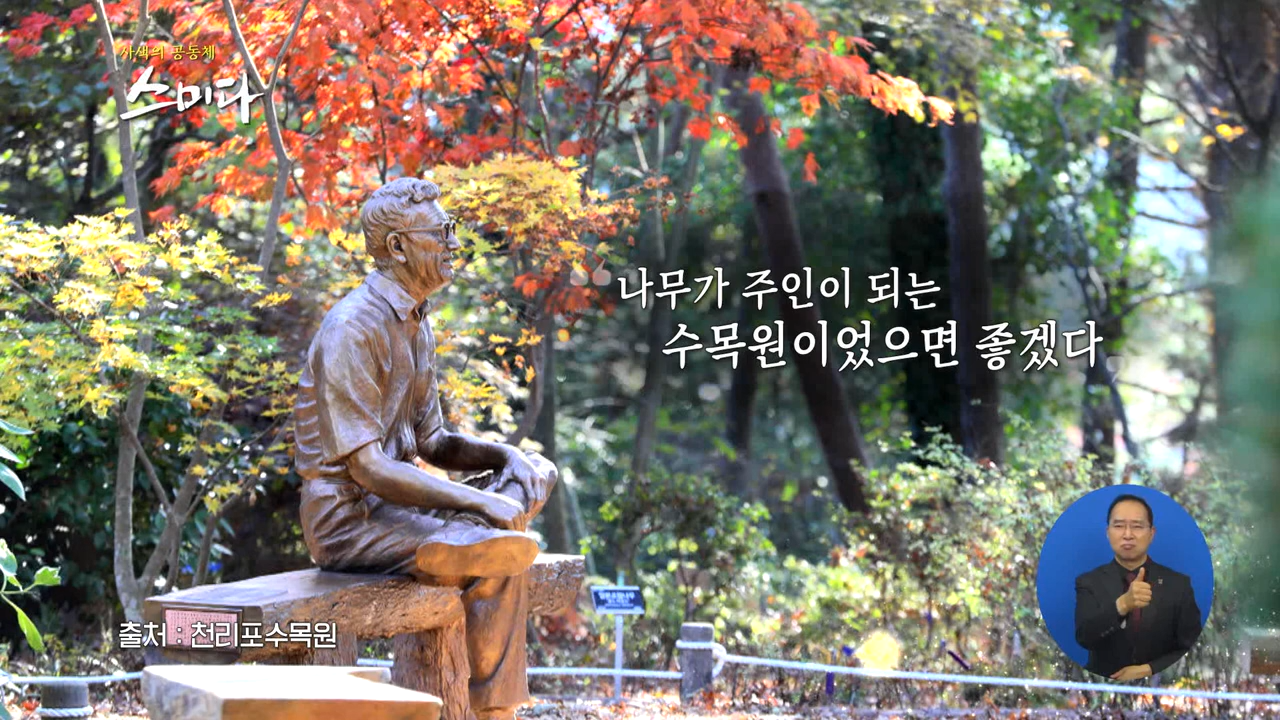 사색의 공동체
스미다
“ 나무가 주인이 되는
수목원이었으면 좋겠다
출처 : 천리포수목원